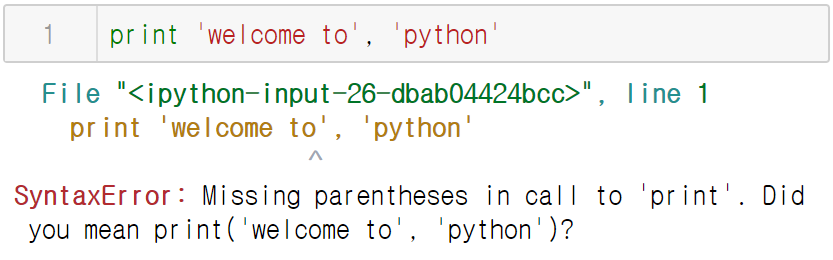 1 print 'welcome to', 'python'
File "<ipython-input-26-dbab04424bcc>", line 1
print 'welcome to', 'python'
^
SyntaxError: Missing parentheses in call to 'print'. Did
you mean print('welcome to', 'python')?